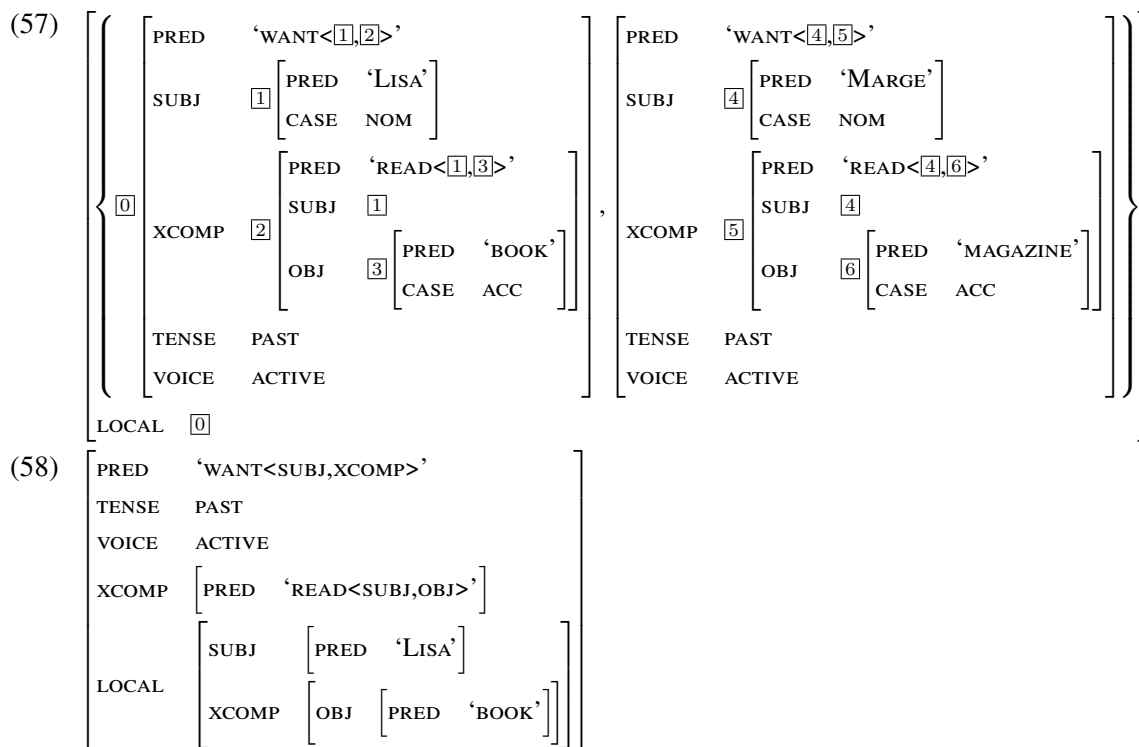 (57)
PRED ‘WANT<1,2>’ PRED ‘WANT<4,5>’
SUBJ 1 PRED ‘LISA’ SUBJ 4 PRED ‘MARGE’
CASE NOM CASE NOM
0 XCOMP 2 PRED ‘READ<1,3>’ , XCOMP 5 PRED ‘READ<4,6>’
SUBJ 1 SUBJ 4
OBJ 3 PRED ‘BOOK’ OBJ 6 PRED ‘MAGAZINE’
CASE ACC CASE ACC
TENSE PAST TENSE PAST
VOICE ACTIVE VOICE ACTIVE
LOCAL 0
(58) PRED ‘WANT<SUBJ,XCOMP>’
TENSE PAST
VOICE ACTIVE
XCOMP PRED ‘READ<SUBJ,OBJ>’
LOCAL SUBJ PRED ‘LISA’
XCOMP OBJ PRED ‘BOOK’